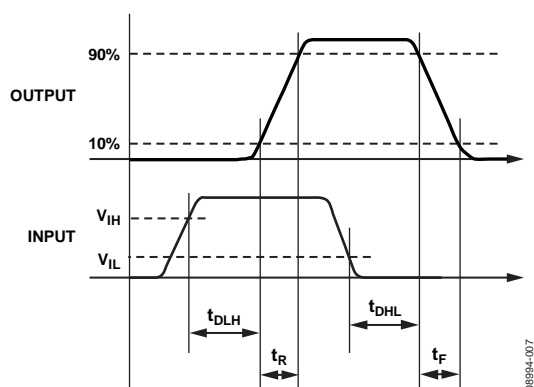 90%
OUTPUT
10%
V_IH
INPUT
V_IL
t_DLH
t_DHL
t_R
t_F
08994-007